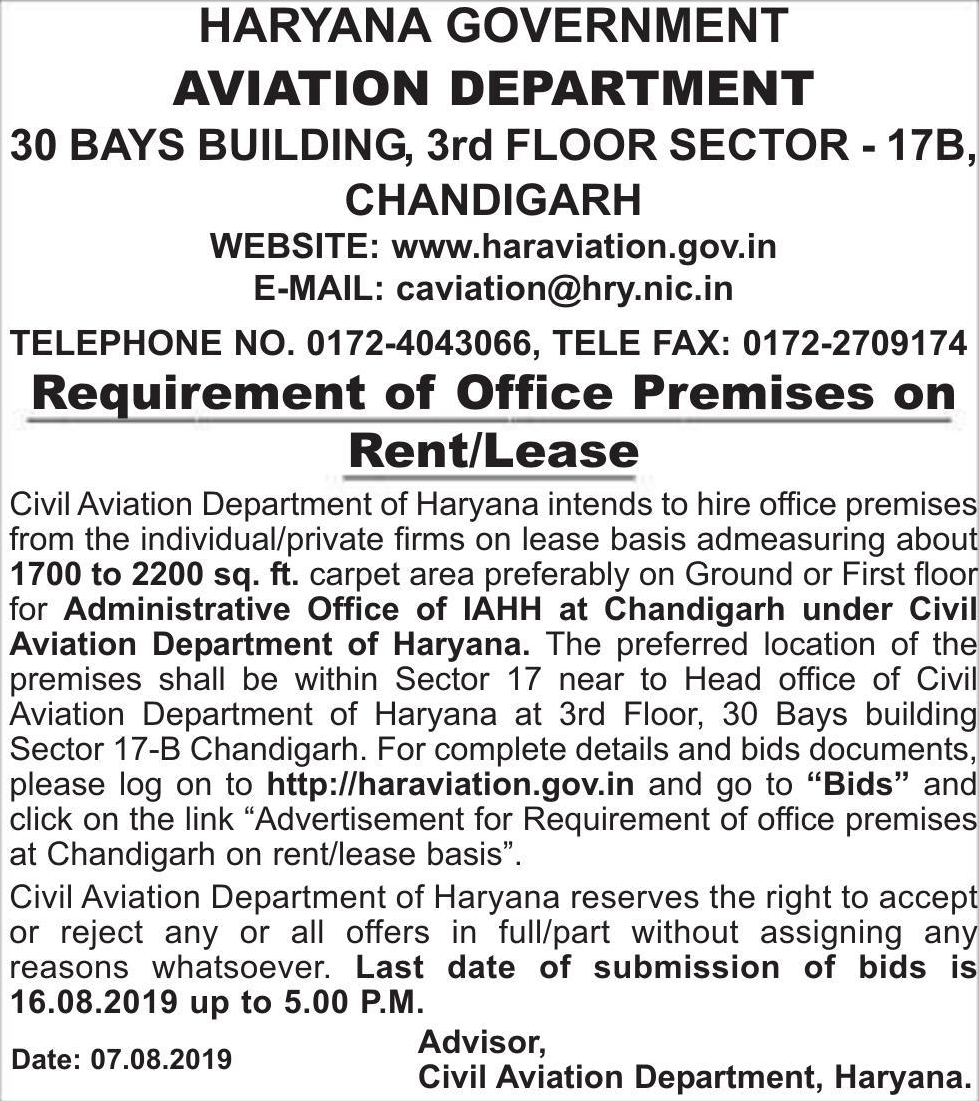 HARYANA GOVERNMENT
AVIATION DEPARTMENT
30 BAYS BUILDING, 3rd FLOOR SECTOR - 17B,
CHANDIGARH
WEBSITE: www.haraviation.gov.in
E-MAIL: caviation@hry.nic.in
TELEPHONE NO. 0172-4043066, TELE FAX: 0172-2709174
Requirement of Office Premises on
Rent/Lease
Civil Aviation Department of Haryana intends to hire office premises
from the individual/private firms on lease basis admeasuring about
1700 to 2200 sq. ft. carpet area preferably on Ground or First floor
for Administrative Office of IAHH at Chandigarh under Civil
Aviation Department of Haryana. The preferred location of the
premises shall be within Sector 17 near to Head office of Civil
Aviation Department of Haryana at 3rd Floor, 30 Bays building
Sector 17-B Chandigarh. For complete details and bids documents,
please log on to http://haraviation.gov.in and go to “Bids” and
click on the link “Advertisement for Requirement of office premises
at Chandigarh on rent/lease basis”.
Civil Aviation Department of Haryana reserves the right to accept
or reject any or all offers in full/part without assigning any
reasons whatsoever. Last date of submission of bids is
16.08.2019 up to 5.00 P.M.
Date: 07.08.2019
Advisor,
Civil Aviation Department, Haryana.